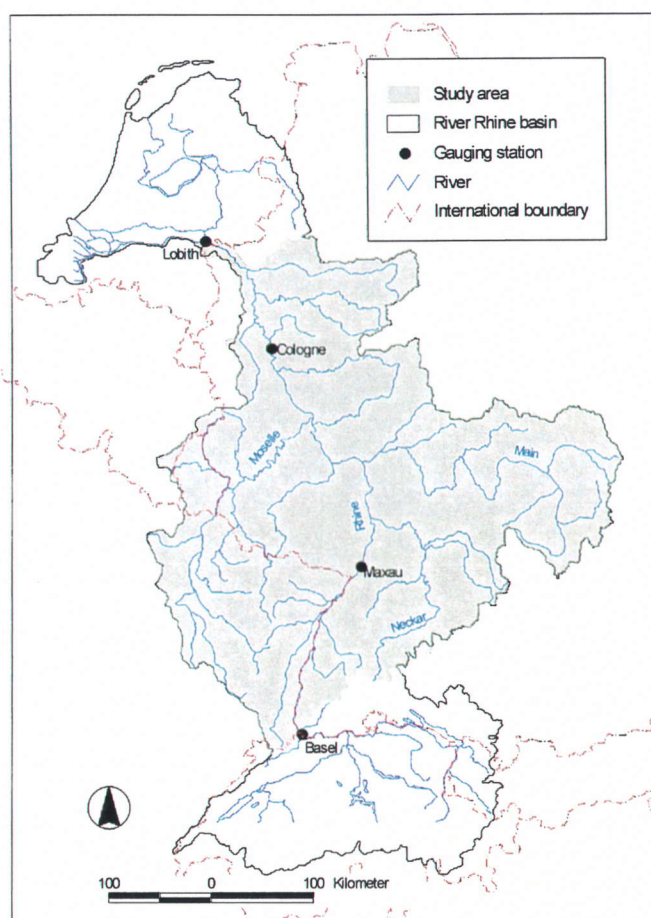 Study area
River Rhine basin
Gauging station
River
International boundary
Lobith
Cologne
Moselle
Main
Rhine
Maxau
Neckar
Basel
100 0 100 Kilometer